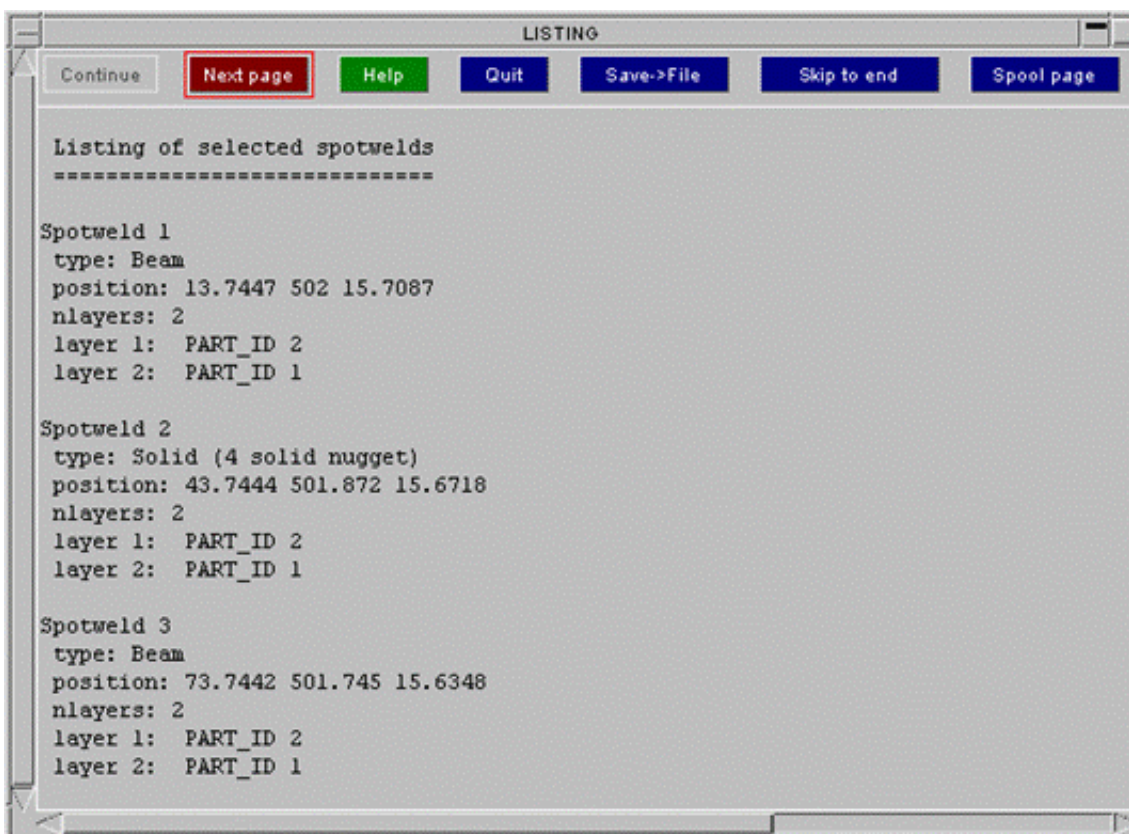 LISTING
Continue Next page Help Quit Save->File Skip to end Spool page
Listing of selected spotwelds
=============================
Spotweld 1
type: Beam
position: 13.7447 502 15.7087
nlayers: 2
layer 1:  PART_ID 2
layer 2:  PART_ID 1
Spotweld 2
type: Solid (4 solid nugget)
position: 43.7444 501.872 15.6718
nlayers: 2
layer 1:  PART_ID 2
layer 2:  PART_ID 1
Spotweld 3
type: Beam
position: 73.7442 501.745 15.6348
nlayers: 2
layer 1:  PART_ID 2
layer 2:  PART_ID 1